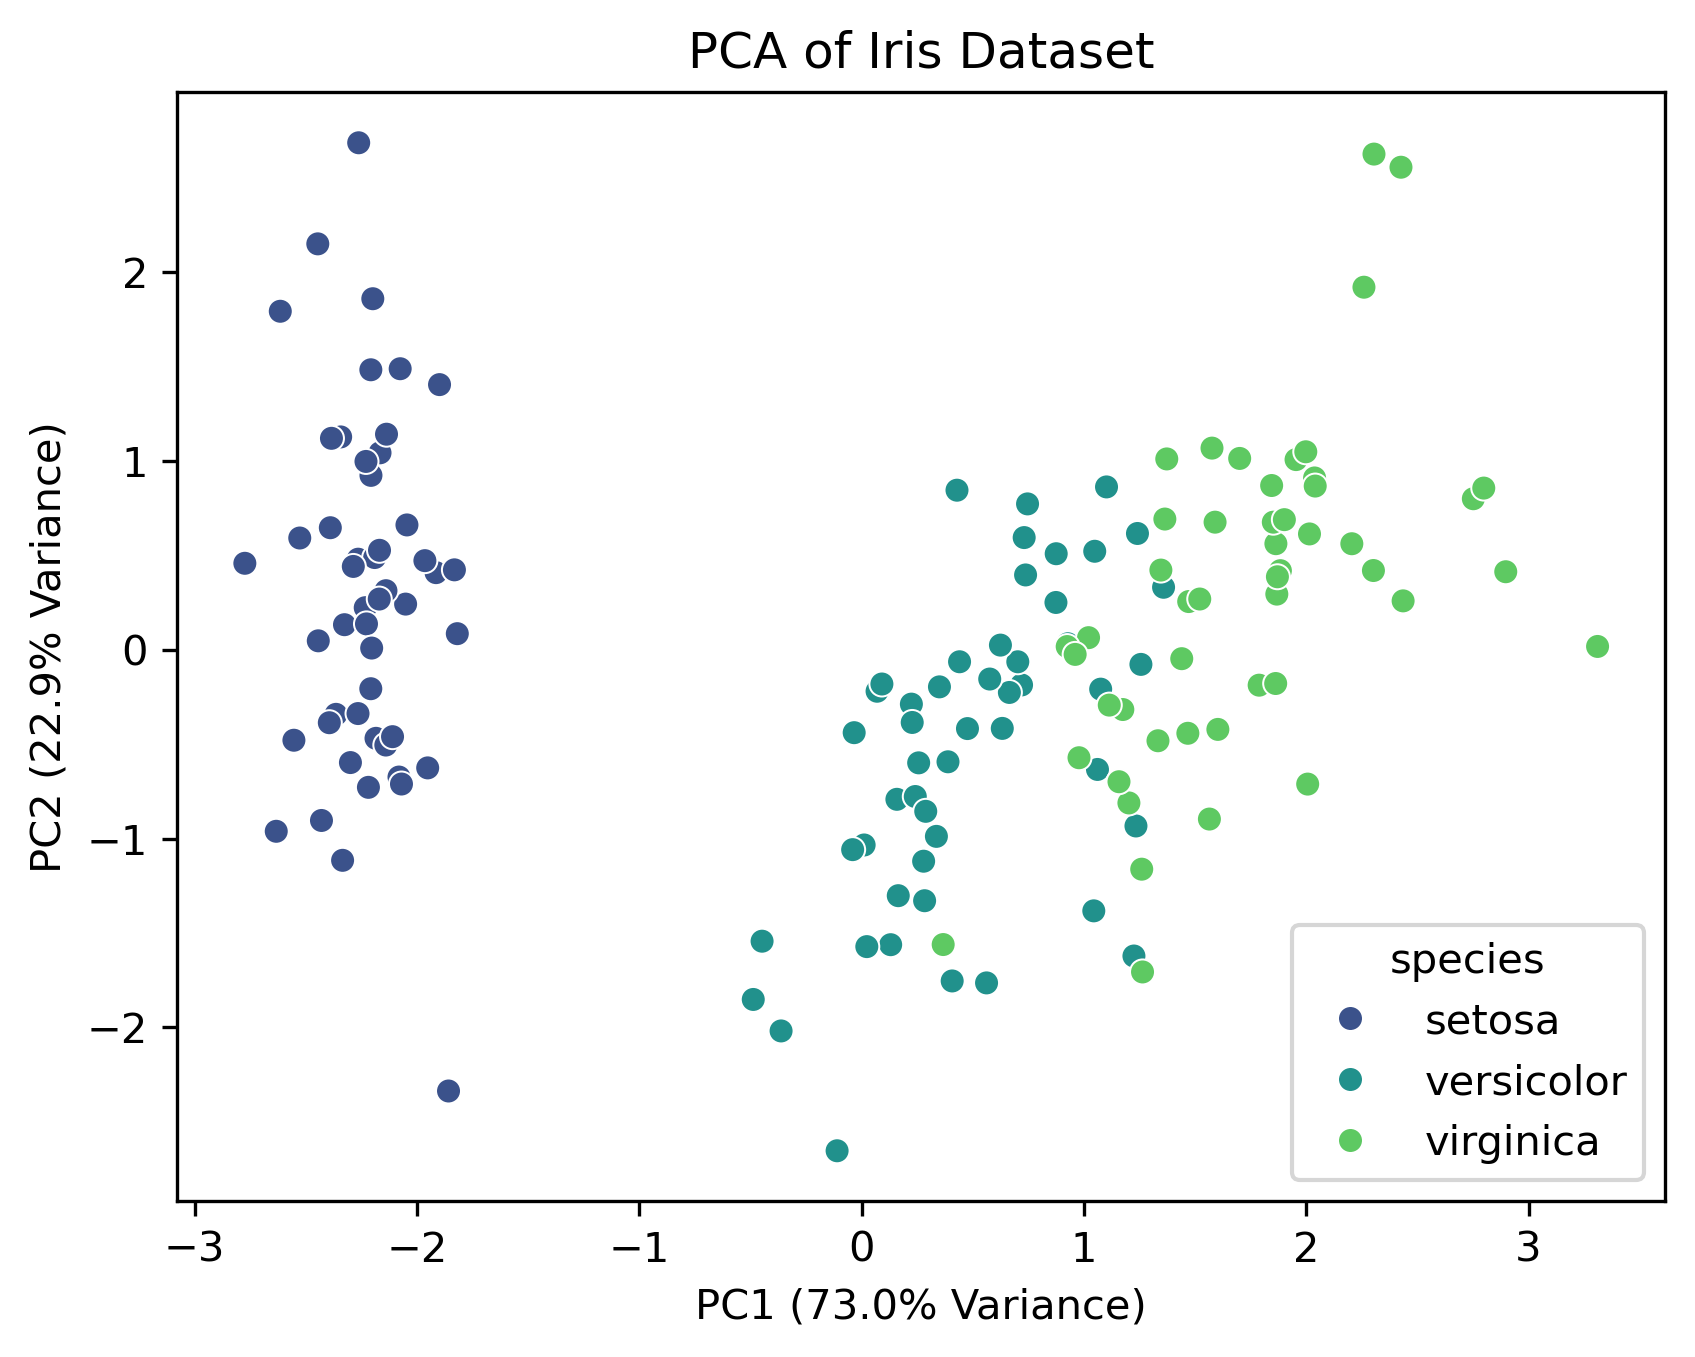 PCA of Iris Dataset
PC2 (22.9% Variance)
2
1
0
−1
−2
species
setosa
versicolor
virginica
−3
−2
−1
0
1
2
3
PC1 (73.0% Variance)